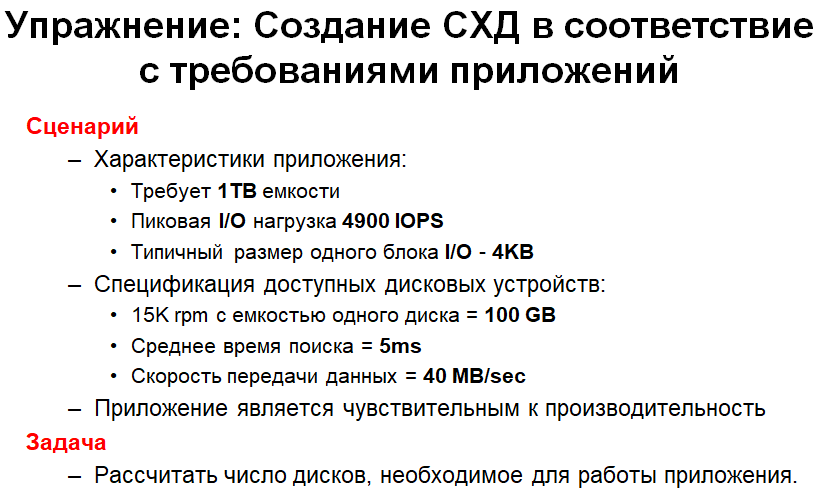 Упражнение: Создание СХД в соответствие
с требованиями приложений
Сценарий
– Характеристики приложения:
• Требует 1TB емкости
• Пиковая I/O нагрузка 4900 IOPS
• Типичный размер одного блока I/O - 4KB
– Спецификация доступных дисковых устройств:
• 15K rpm с емкостью одного диска = 100 GB
• Среднее время поиска = 5ms
• Скорость передачи данных = 40 MB/sec
– Приложение является чувствительным к производительность
Задача
– Рассчитать число дисков, необходимое для работы приложения.